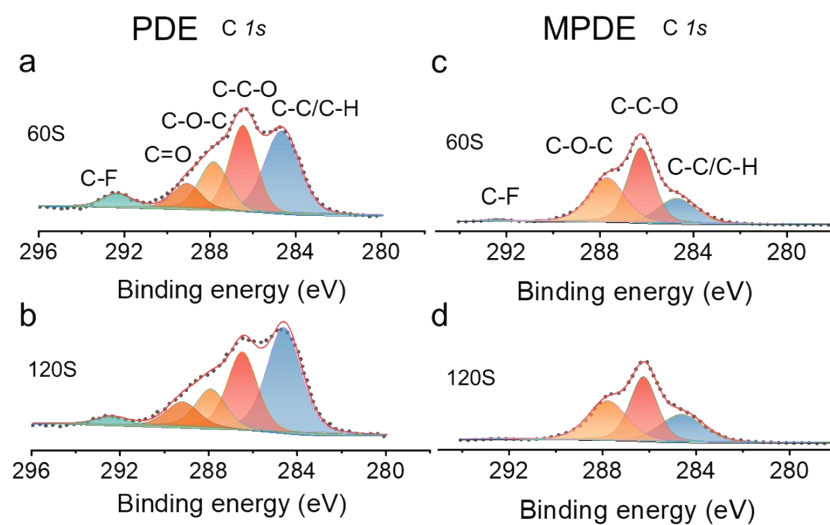 PDE C 1s
MPDE C 1s
a
60S
C-F
C=O
C-O-C
C-C-O
C-C/C-H
296 292 288 284 280
Binding energy (eV)
c
60S
C-F
C-O-C
C-C-O
C-C/C-H
292 288 284 280
Binding energy (eV)
b
120S
296 292 288 284 280
Binding energy (eV)
d
120S
292 288 284 280
Binding energy (eV)